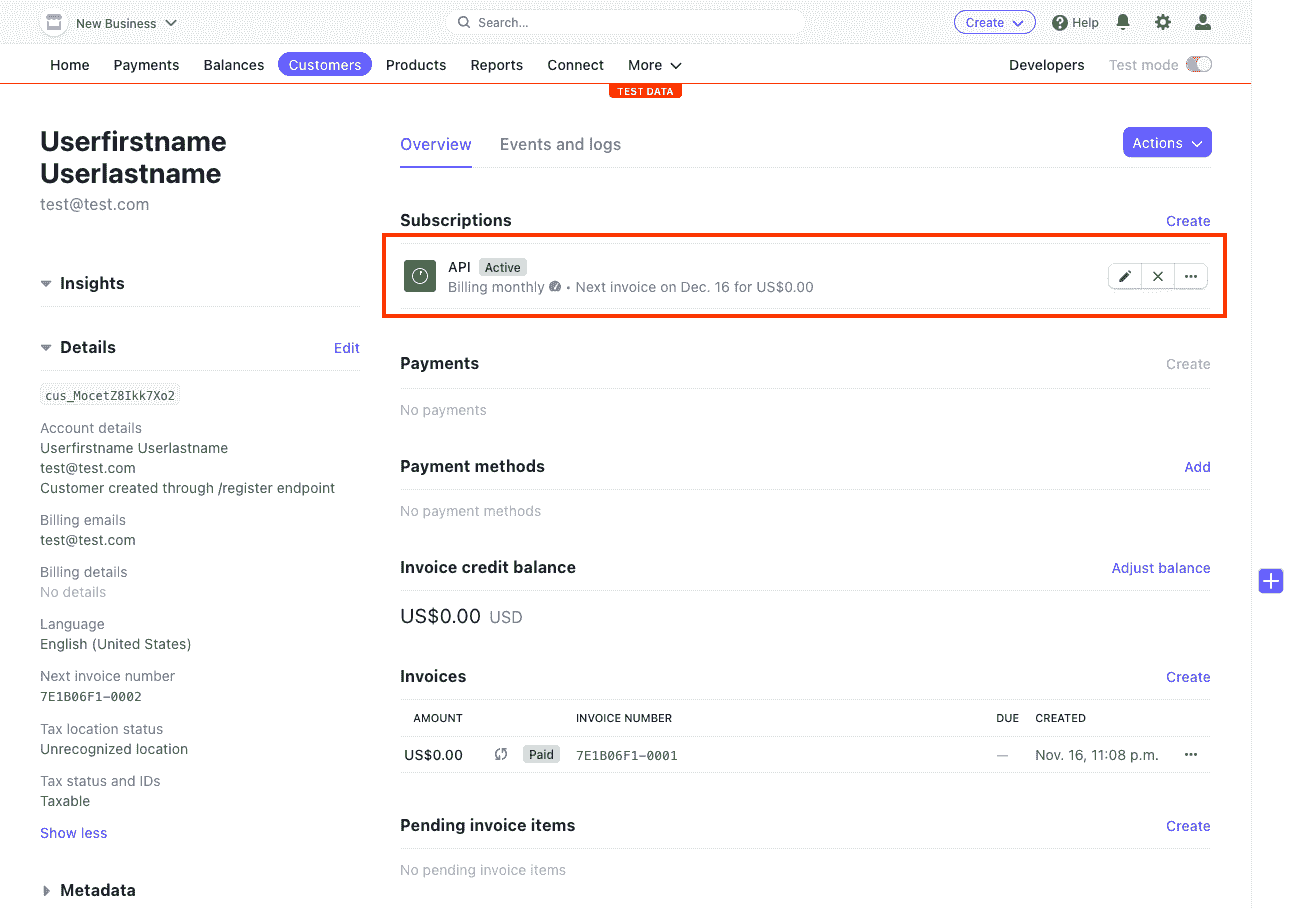 New Business
Search...
Create
Help
Home
Payments
Balances
Customers
Products
Reports
Connect
More
Developers
Test mode
TEST DATA
Userfirstname
Userlastname
test@test.com
Insights
Details
Edit
cus_MocetZ8Ikk7Xo2
Account details
Userfirstname Userlastname
test@test.com
Customer created through /register endpoint
Billing emails
test@test.com
Billing details
No details
Language
English (United States)
Next invoice number
7E1B06F1-0002
Tax location status
Unrecognized location
Tax status and IDs
Taxable
Show less
Metadata
Overview
Events and logs
Actions
Subscriptions
Create
API Active
Billing monthly • Next invoice on Dec. 16 for US$0.00
Payments
Create
No payments
Payment methods
Add
No payment methods
Invoice credit balance
Adjust balance
US$0.00 USD
Invoices
Create
AMOUNT INVOICE NUMBER DUE CREATED
US$0.00 Paid 7E1B06F1-0001 — Nov. 16, 11:08 p.m.
Pending invoice items
Create
No pending invoice items